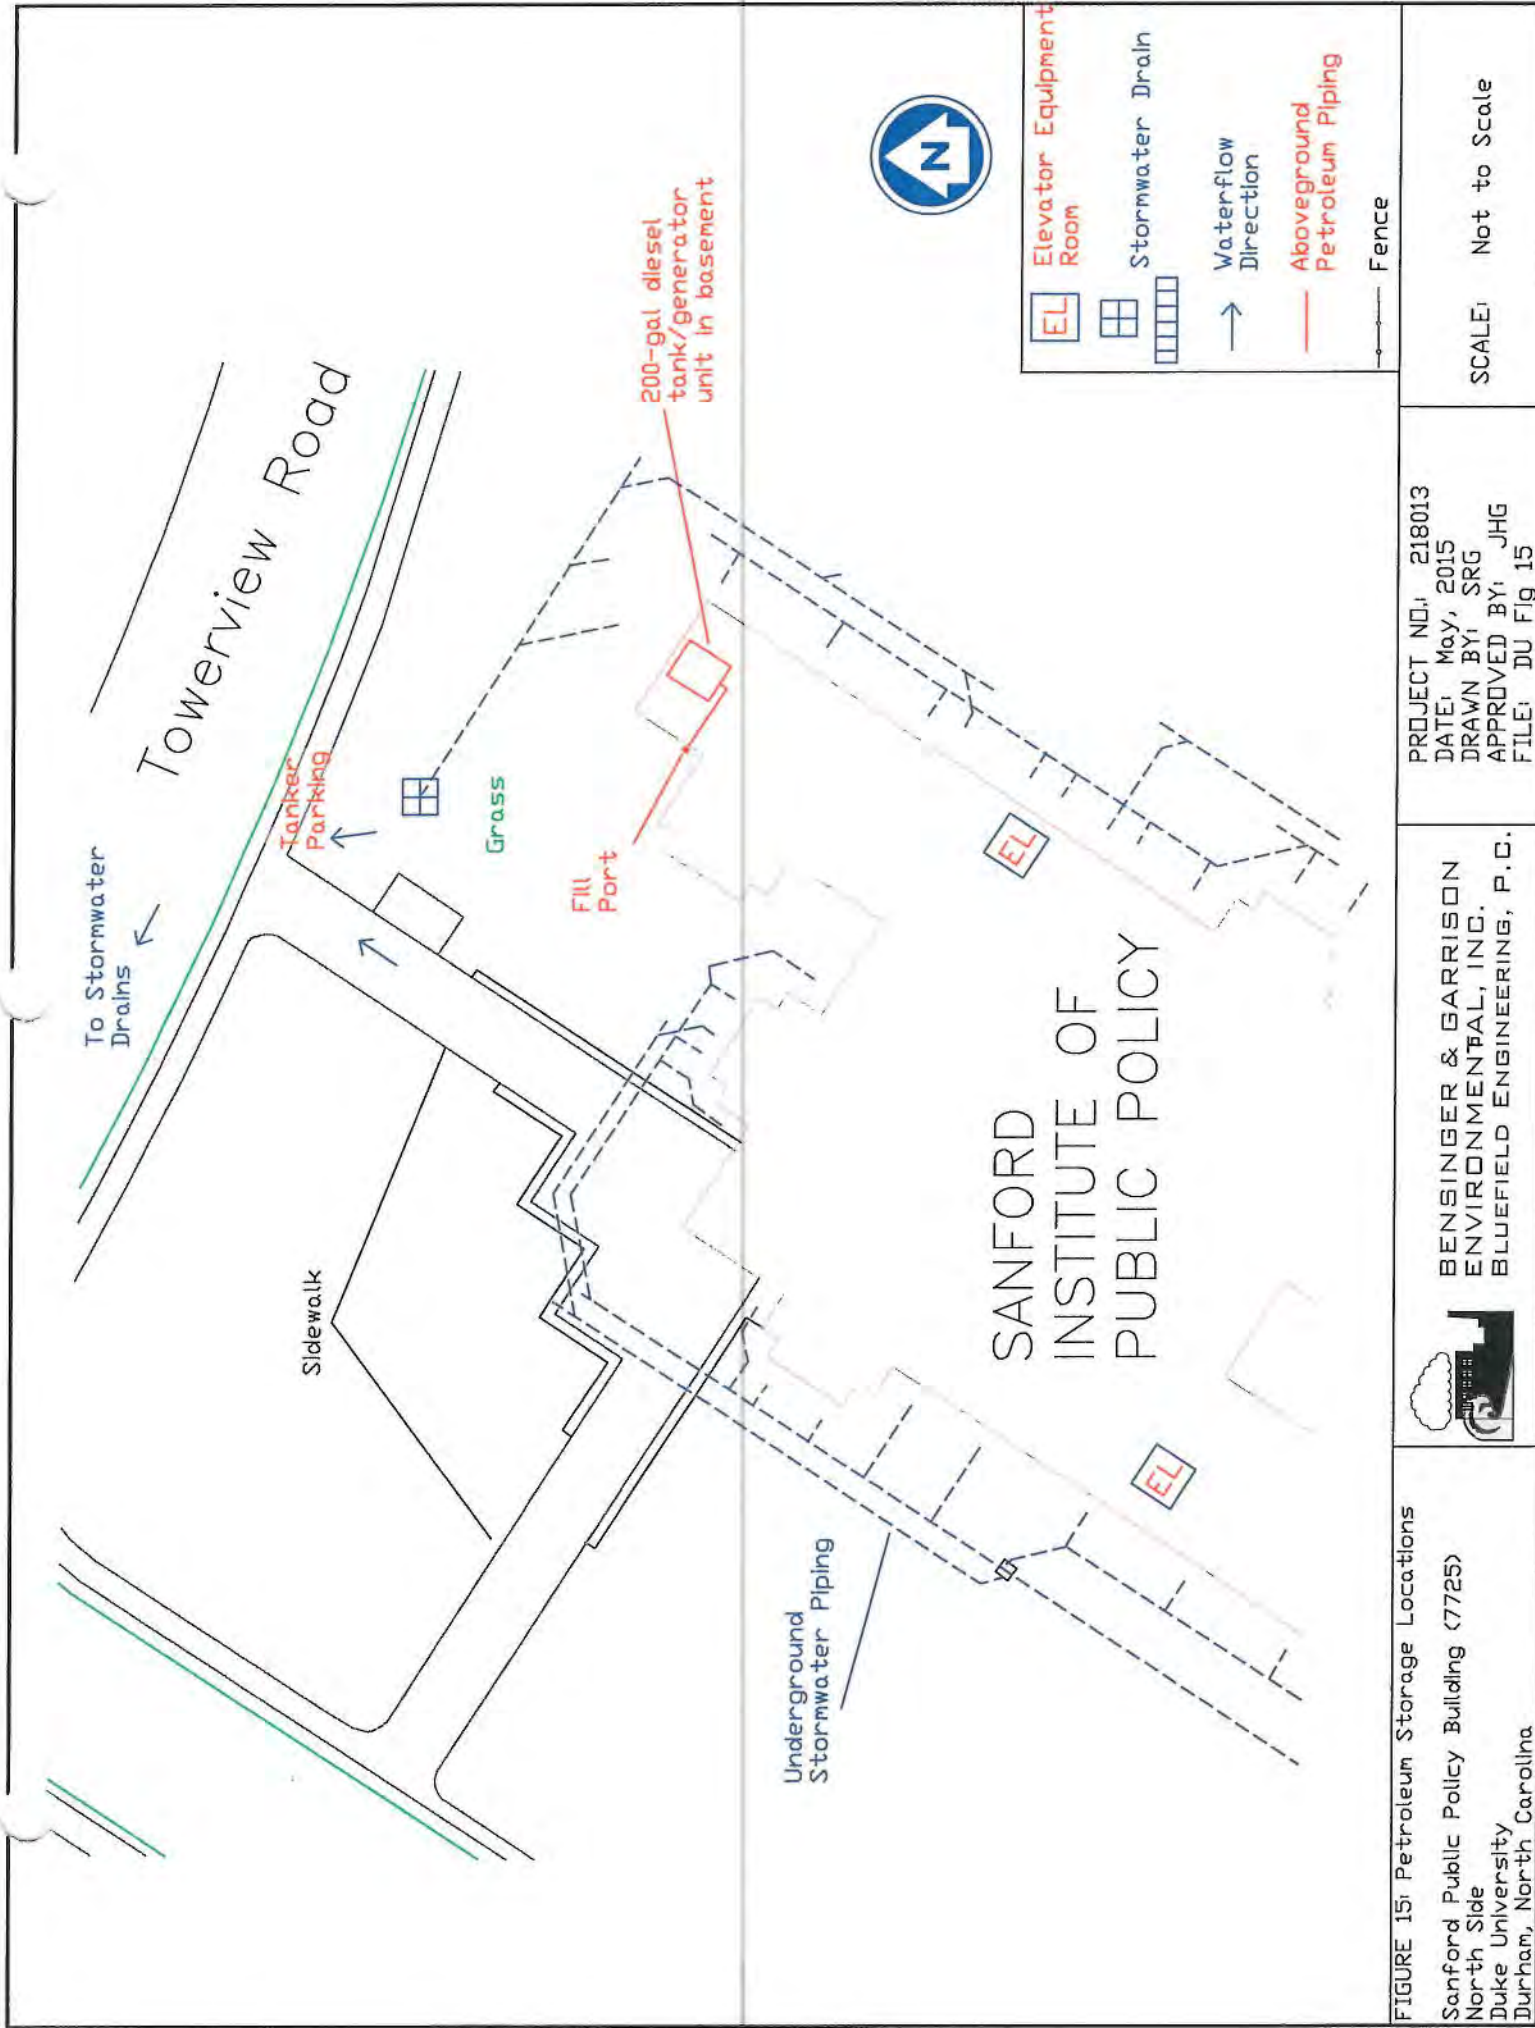 To Stormwater
Drains
Towerview Road
Tanker
Parking
Sidewalk
Grass
Fill
Port
200-gal diesel
tank/generator
unit in basement
Underground
Stormwater Piping
SANFORD
INSTITUTE OF
PUBLIC POLICY
EL
EL
N
EL
Elevator Equipment
Room
Stormwater Drain
Waterflow
Direction
Aboveground
Petroleum Piping
Fence
FIGURE 15: Petroleum Storage Locations
Sanford Public Policy Building (7725)
North Side
Duke University
Durham, North Carolina
BENSINGER & GARRISON
ENVIRONMENTAL, INC.
BLUEFIELD ENGINEERING, P.C.
PROJECT NO.: 218013
DATE: May, 2015
DRAWN BY: SRG
APPROVED BY: JHG
FILE: DU Fig 15
SCALE: Not to Scale